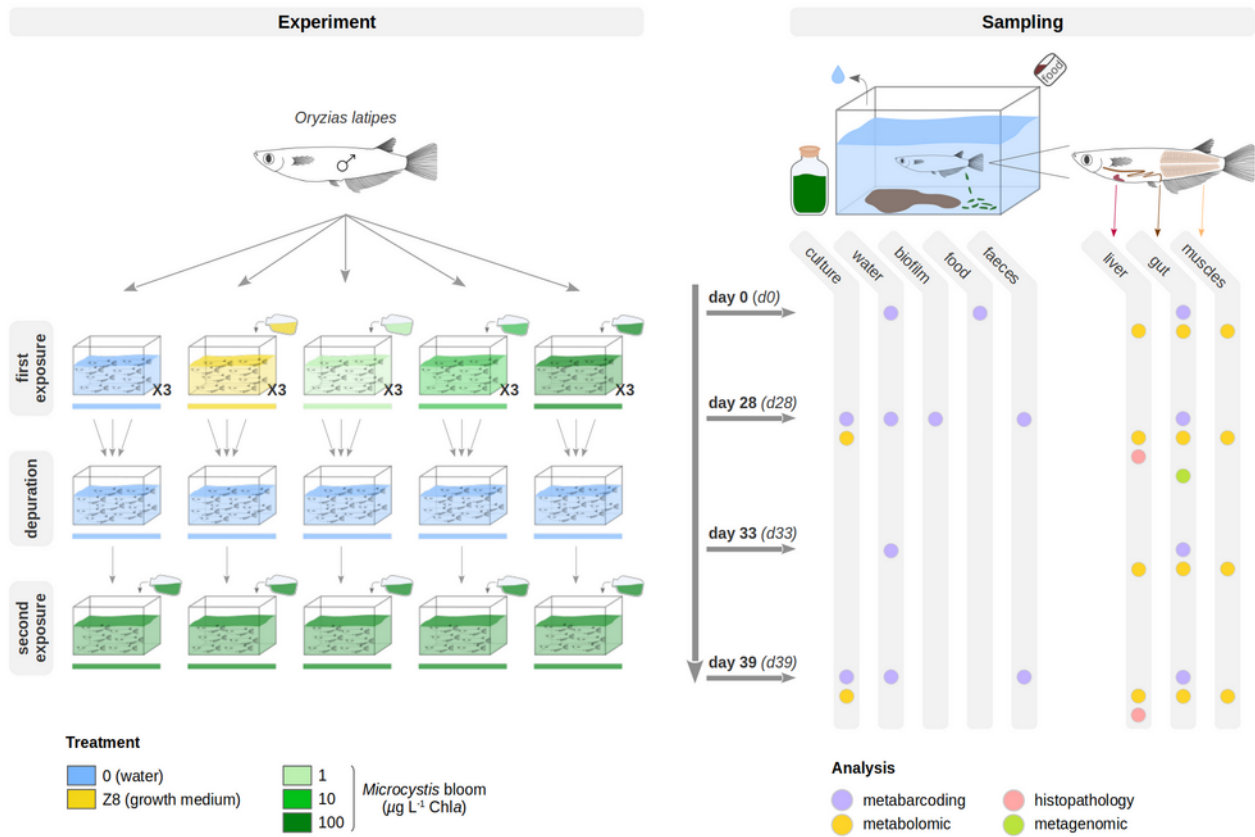 Experiment
Oryzias latipes
first
exposure
X3
X3
X3
X3
X3
depuration
second
exposure
Treatment
0 (water)
Z8 (growth medium)
1
10
100
Microcystis bloom
(µg L⁻¹ Chla)
Sampling
food
culture
water
biofilm
food
faeces
liver
gut
muscles
day 0 (d0)
day 28 (d28)
day 33 (d33)
day 39 (d39)
Analysis
metabarcoding
metabolomic
histopathology
metagenomic